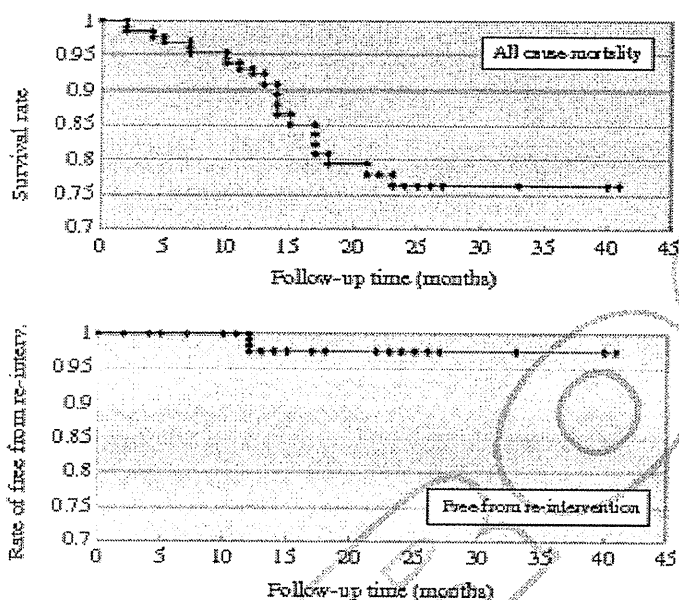 1
0.95
0.9
0.85
0.8
0.75
0.7
Survival rate
All cause-mortality
0 5 10 15 20 25 30 35 40 45
Follow-up time (months)
1
0.95
0.9
0.85
0.8
0.75
0.7
Rate of free from re-interv.
Free from re-intervention
0 5 10 15 20 25 30 35 40 45
Follow-up time (months)